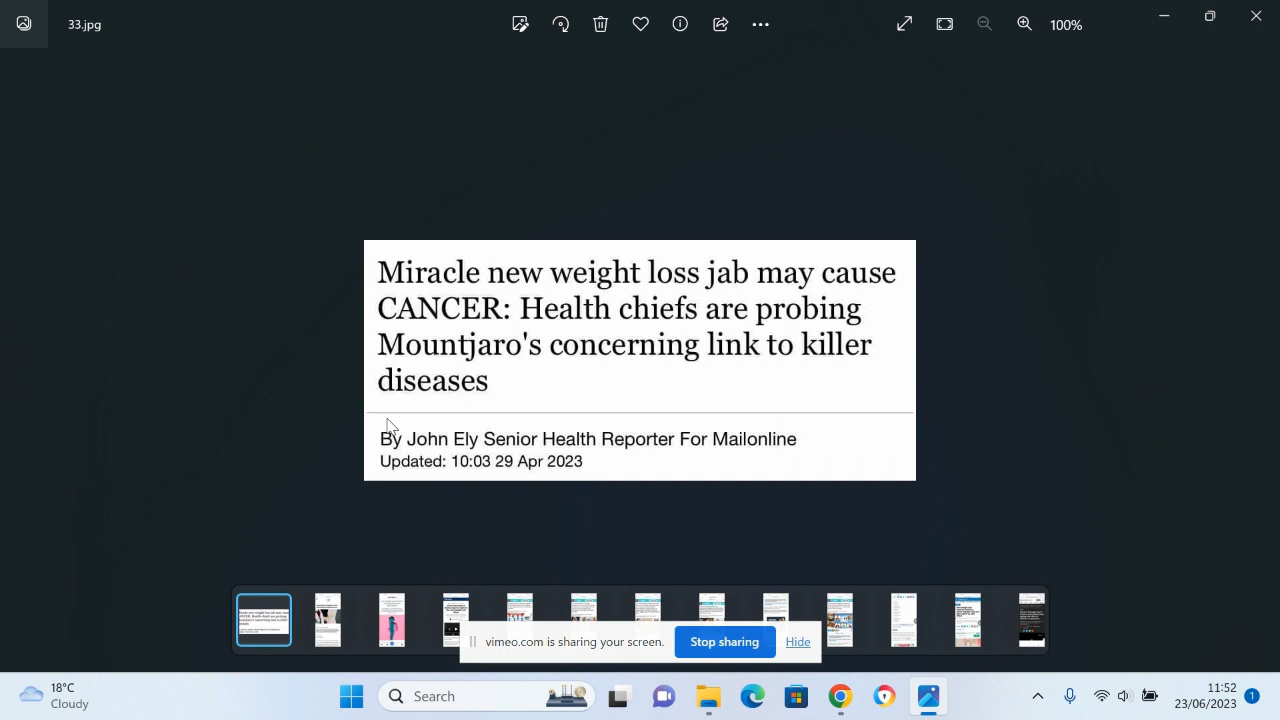 33.jpg
100%
Miracle new weight loss jab may cause
CANCER: Health chiefs are probing
Mountjaro's concerning link to killer
diseases
By John Ely Senior Health Reporter For Mailonline
Updated: 10:03 29 Apr 2023
vimeo.com is sharing your screen.
Stop sharing
Hide
18°C
Cloudy
Search
11:52
23/06/2023
1